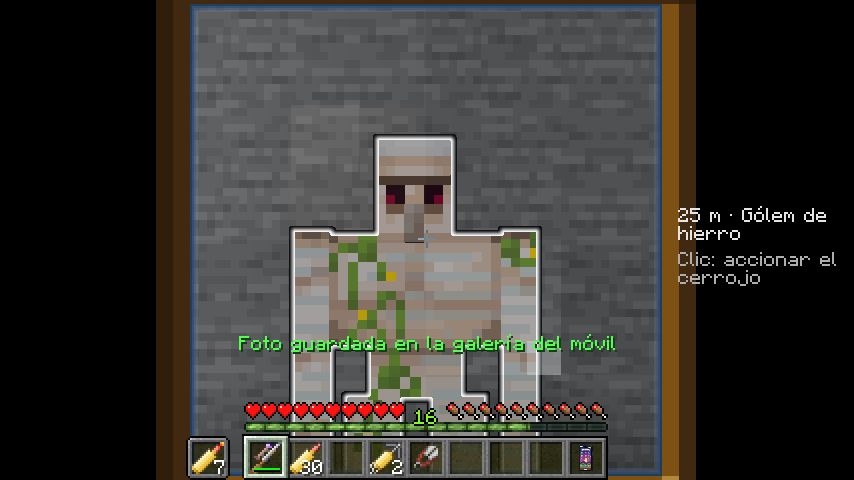 25 m · Gólem de
hierro
Clic: accionar el
cerrojo
Foto guardada en la galería del móvil
16
7
30
2